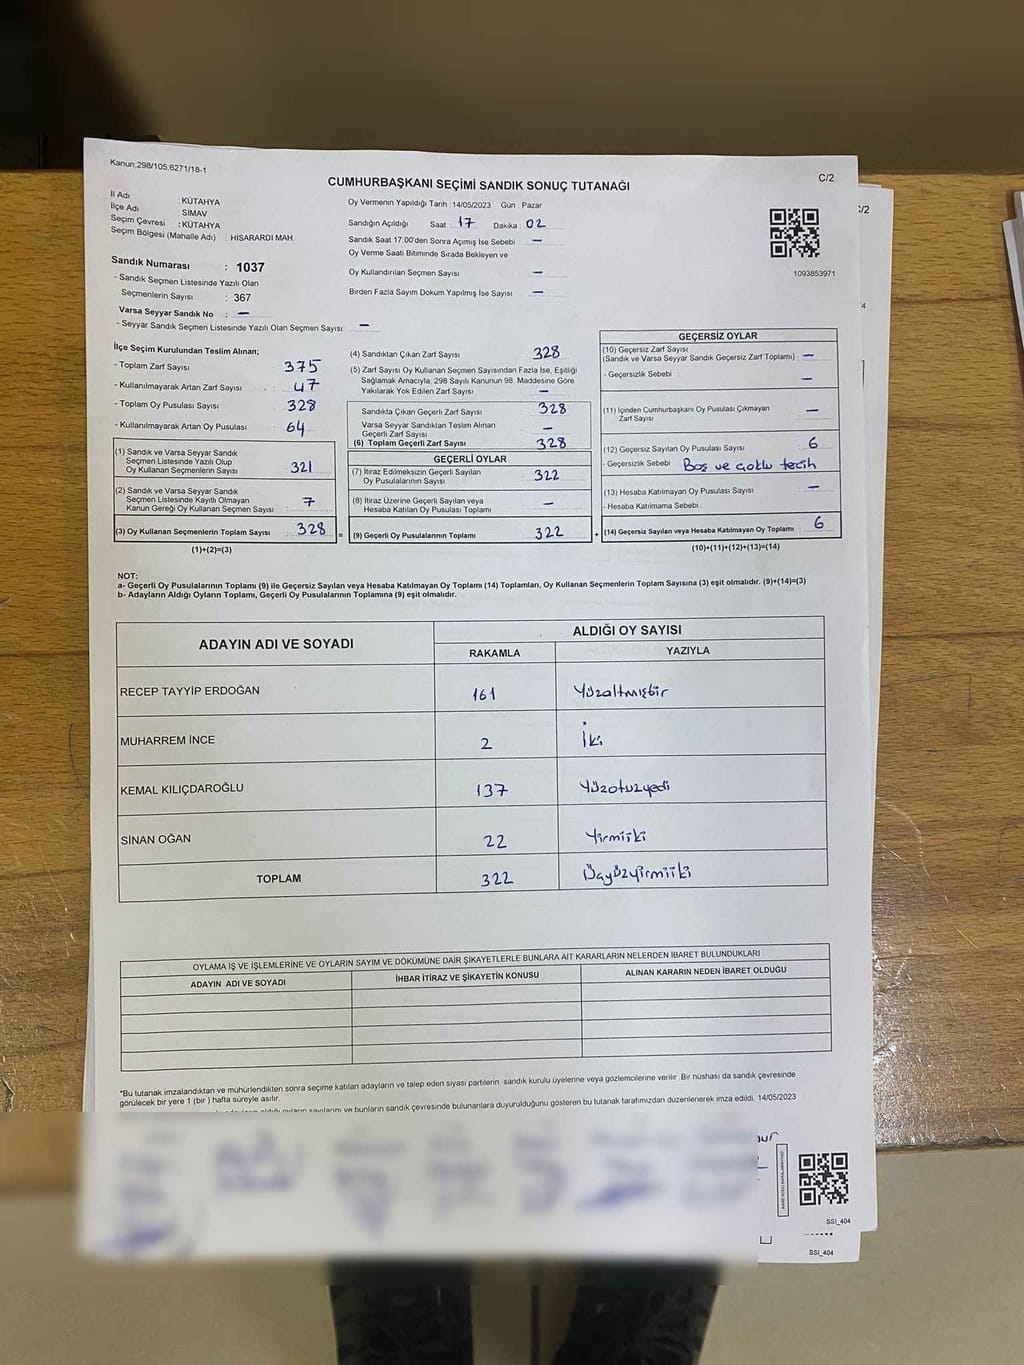 Kanun;298/105;6271/18-1
C/2
CUMHURBAŞKANI SEÇİMİ SANDIK SONUÇ TUTANAĞI
İl Adı : KÜTAHYA
İlçe Adı : SİMAV
Seçim Çevresi : KÜTAHYA
Seçim Bölgesi (Mahalle Adı) : HİSARARDI MAH.
Sandık Numarası : 1037
- Sandık Seçmen Listesinde Yazılı Olan
Seçmenlerin Sayısı : 367
Varsa Seyyar Sandık No : –
- Seyyar Sandık Seçmen Listesinde Yazılı Olan Seçmen Sayısı: –
Oy Vermenin Yapıldığı Tarih : 14/05/2023 Gün : Pazar
Sandığın Açıldığı Saat : 17 Dakika : 02
Sandık Saat 17:00'den Sonra Açımış İse Sebebi : –
Oy Verme Saati Bitiminde Sırada Bekleyen ve
Oy Kullandırılan Seçmen Sayısı : –
Birden Fazla Sayım Döküm Yapılmış İse Sayısı : –
1093853971
:/2
İlçe Seçim Kurulundan Teslim Alınan;
- Toplam Zarf Sayısı : 375
- Kullanılmayarak Artan Zarf Sayısı : 47
- Toplam Oy Pusulası Sayısı : 328
- Kullanılmayarak Artan Oy Pusulası : 64
(1) Sandık ve Varsa Seyyar Sandık
Seçmen Listesinde Yazılı Olup
Oy Kullanan Seçmenlerin Sayısı : 321
(2) Sandık ve Varsa Seyyar Sandık
Seçmen Listesinde Kayıtlı Olmayan
Kanun Gereği Oy Kullanan Seçmen Sayısı : 7
(3) Oy Kullanan Seçmenlerin Toplam Sayısı : 328
(1)+(2)=(3)
(4) Sandıktan Çıkan Zarf Sayısı : 328
(5) Zarf Sayısı Oy Kullanan Seçmen Sayısından Fazla İse, Eşitliği
Sağlamak Amacıyla, 298 Sayılı Kanunun 98. Maddesine Göre
Yakılarak Yok Edilen Zarf Sayısı : –
Sandıkta Çıkan Geçerli Zarf Sayısı : 328
Varsa Seyyar Sandıktan Teslim Alınan
Geçerli Zarf Sayısı : –
(6) Toplam Geçerli Zarf Sayısı : 328
GEÇERLİ OYLAR
(7) İtiraz Edilmeksizin Geçerli Sayılan
Oy Pusulalarının Sayısı : 322
(8) İtiraz Üzerine Geçerli Sayılan veya
Hesaba Katılan Oy Pusulası Toplamı : –
= (9) Geçerli Oy Pusulalarının Toplamı : 322
GEÇERSİZ OYLAR
(10) Geçersiz Zarf Sayısı
(Sandık ve Varsa Seyyar Sandık Geçersiz Zarf Toplamı) : –
- Geçersizlik Sebebi : –
(11) İçinden Cumhurbaşkanı Oy Pusulası Çıkmayan
Zarf Sayısı : –
(12) Geçersiz Sayılan Oy Pusulası Sayısı : 6
- Geçersizlik Sebebi : Boş ve çoklu tercih
(13) Hesaba Katılmayan Oy Pusulası Sayısı : –
- Hesaba Katılmama Sebebi :
+ (14) Geçersiz Sayılan veya Hesaba Katılmayan Oy Toplamı : 6
(10)+(11)+(12)+(13)=(14)
NOT:
a- Geçerli Oy Pusulalarının Toplamı (9) ile Geçersiz Sayılan veya Hesaba Katılmayan Oy Toplamı (14) Toplamları, Oy Kullanan Seçmenlerin Toplam Sayısına (3) eşit olmalıdır. (9)+(14)=(3)
b- Adayların Aldığı Oyların Toplamı, Geçerli Oy Pusulalarının Toplamına (9) eşit olmalıdır.
ADAYIN ADI VE SOYADI
ALDIĞI OY SAYISI
RAKAMLA YAZIYLA
RECEP TAYYİP ERDOĞAN 161 Yüzaltmışbir
MUHARREM İNCE 2 İki
KEMAL KILIÇDAROĞLU 137 Yüzotuzyedi
SİNAN OĞAN 22 Yirmiiki
TOPLAM 322 Üçyüzyirmiiki
OYLAMA İŞ VE İŞLEMLERİNE VE OYLARIN SAYIM VE DÖKÜMÜNE DAİR ŞİKAYETLERLE BUNLARA AİT KARARLARIN NELERDEN İBARET BULUNDUKLARI
ADAYIN ADI VE SOYADI İHBAR İTİRAZ VE ŞİKAYETİN KONUSU ALINAN KARARIN NEDEN İBARET OLDUĞU
*Bu tutanak imzalandıktan ve mühürlendikten sonra seçime katılan adayların ve talep eden siyasi partilerin sandık kurulu üyelerine veya gözlemcilerine verilir .Bir nüshası da sandık çevresinde
görülecek bir yere 1 (bir ) hafta süreyle asılır.
sayılarını ve bunların sandık çevresinde bulunanlara duyurulduğunu gösteren bu tutanak tarafımızdan düzenlenerek imza edildi. 14/05/2023
SSİ_404
SSİ_404